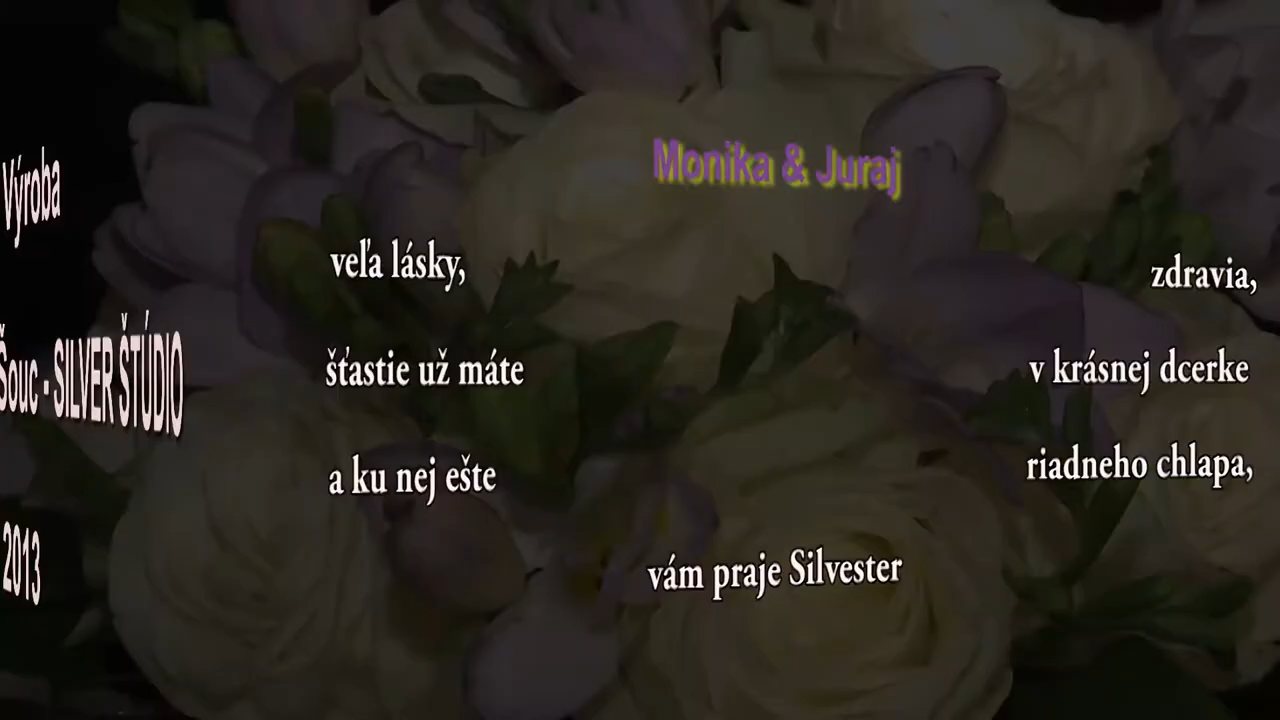 Výroba
Šouc - SILVER ŠTÚDIO
2013
Monika & Juraj
veľa lásky, zdravia,
šťastie už máte v krásnej dcerke
a ku nej ešte riadneho chlapa,
vám praje Silvester